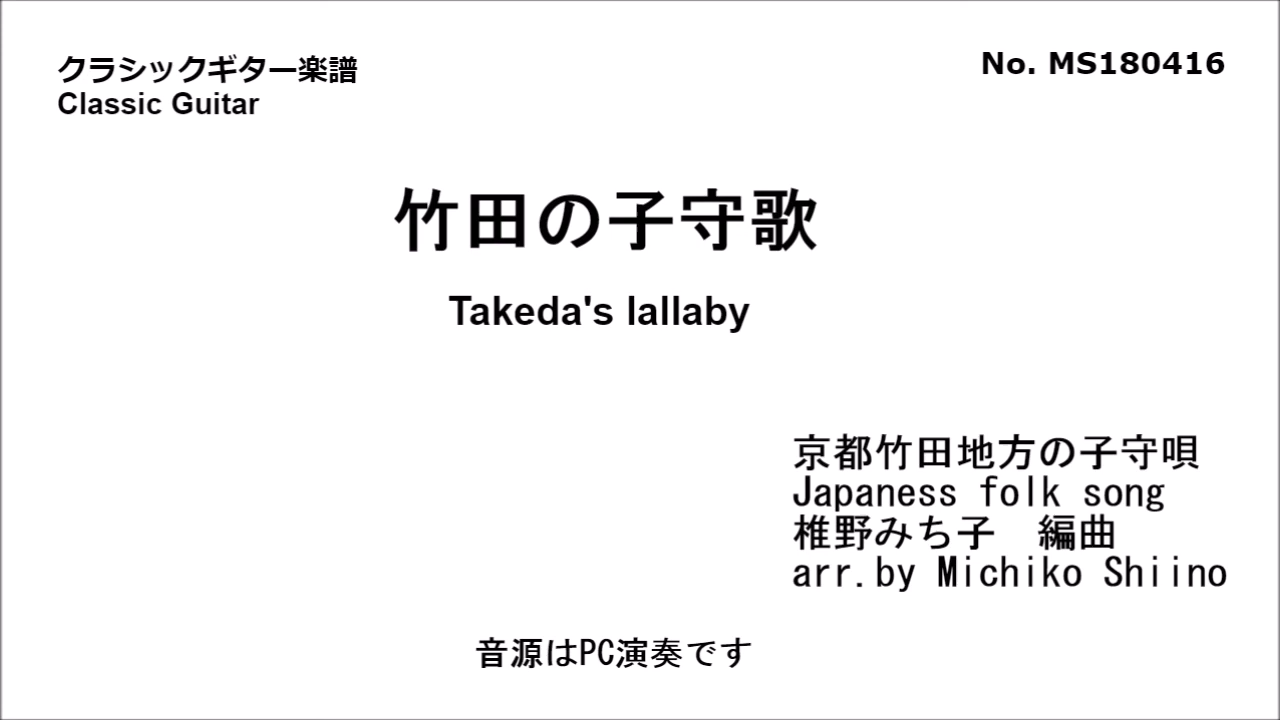 クラシックギター楽譜
Classic Guitar
No. MS180416
竹田の子守歌
Takeda's lallaby
京都竹田地方の子守唄
Japaness folk song
椎野みち子　編曲
arr.by Michiko Shiino
音源はPC演奏です